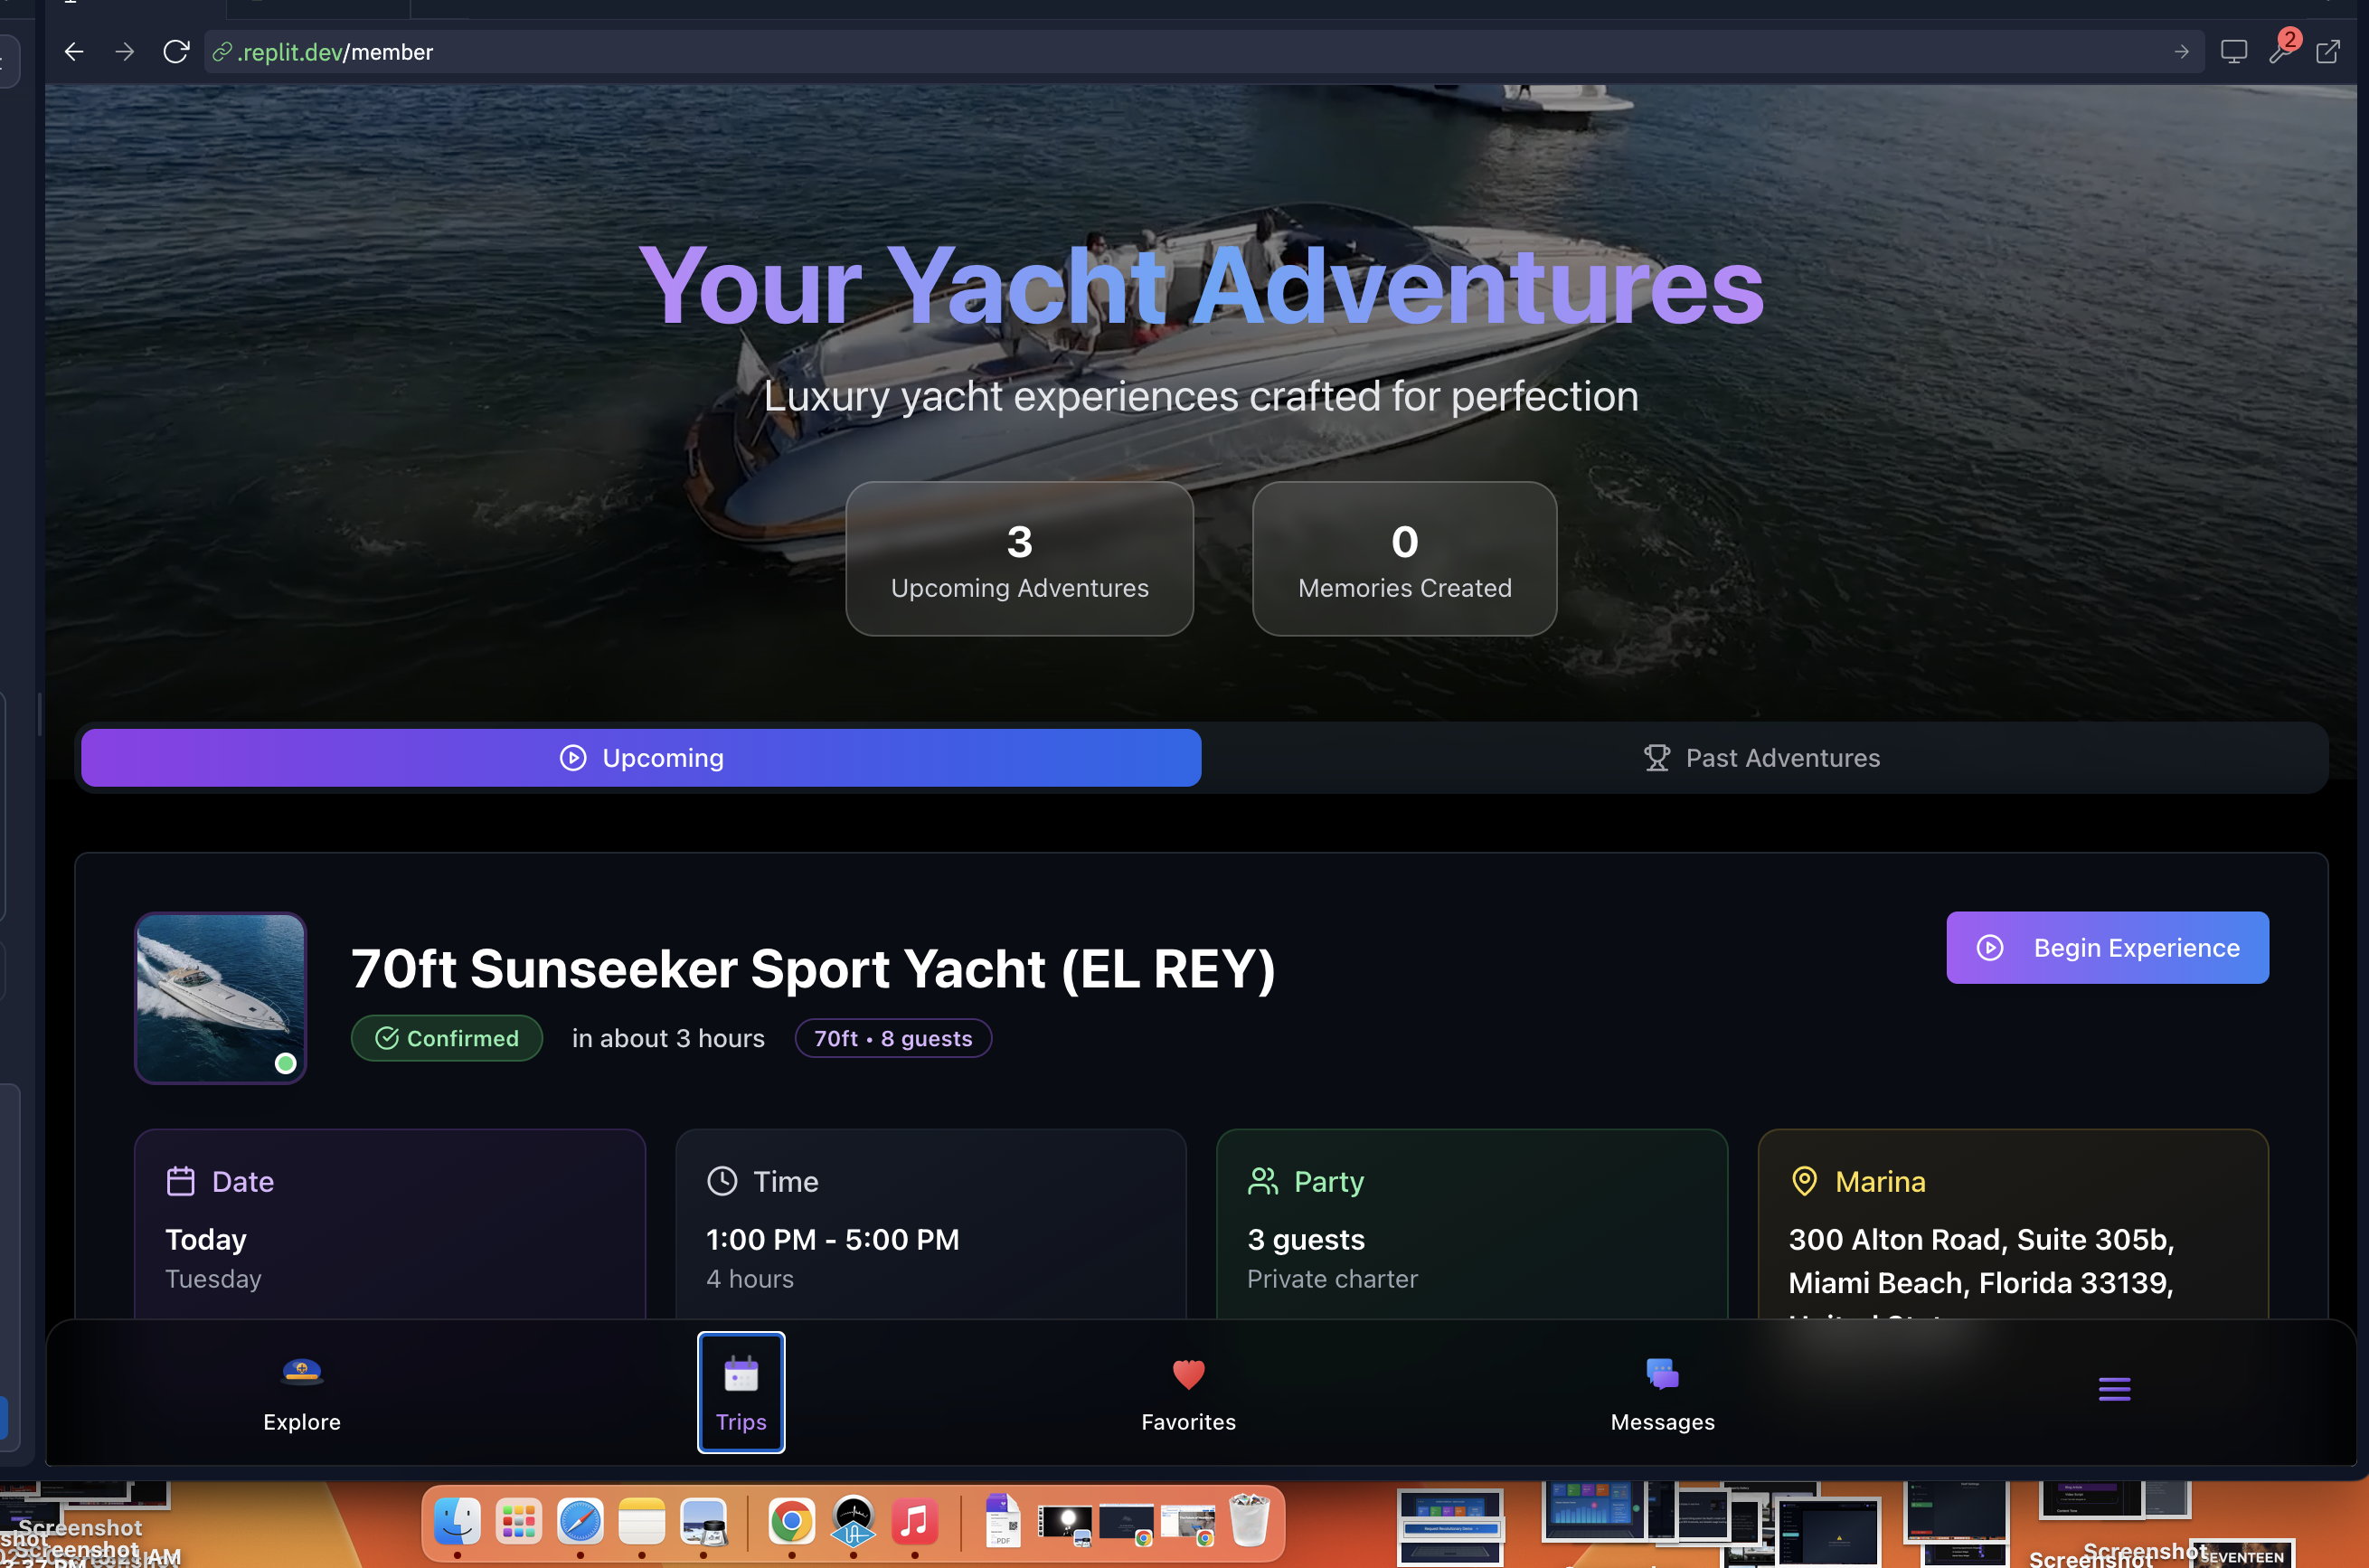 .replit.dev/member
2
Your Yacht Adventures
Luxury yacht experiences crafted for perfection
3
Upcoming Adventures
0
Memories Created
Upcoming
Past Adventures
70ft Sunseeker Sport Yacht (EL REY)
Begin Experience
Confirmed
in about 3 hours
70ft • 8 guests
Date
Today
Tuesday
Time
1:00 PM - 5:00 PM
4 hours
Party
3 guests
Private charter
Marina
300 Alton Road, Suite 305b,
Miami Beach, Florida 33139,
Explore
Trips
Favorites
Messages
Screenshot
Screenshot
AM
PDF
Screenshot
Screenshot
SEVENTEEN